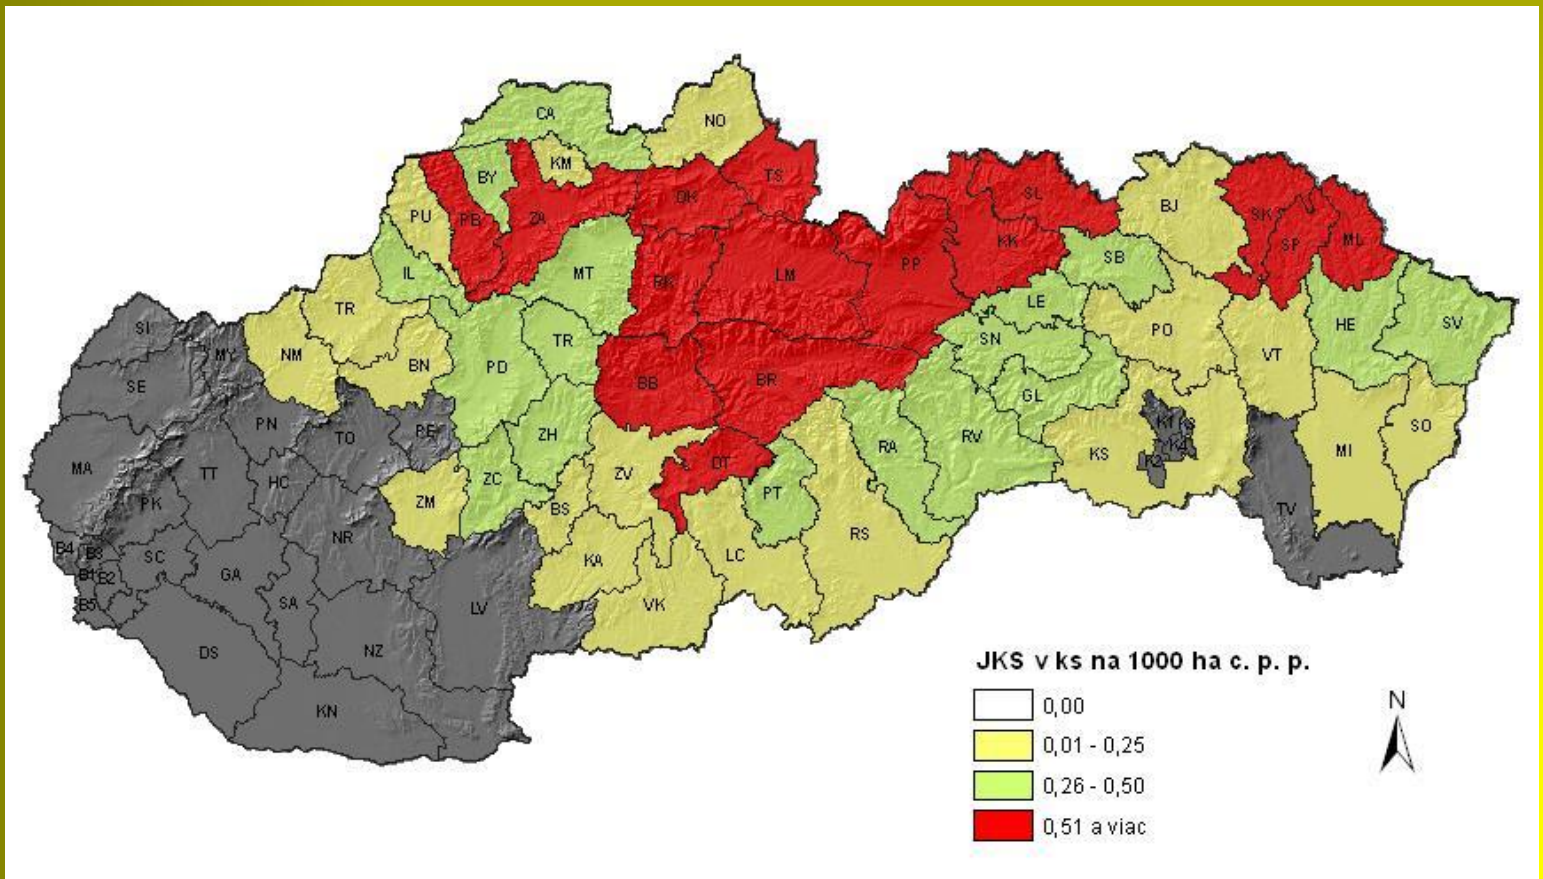 CA
NO
KM
BY
TS
DK
SL
PU
PB
ZA
BJ
SK
SP
ML
KK
IL
MT
RK
LM
PP
SB
LE
SI
MY
TR
NM
BN
PD
TR
SN
PO
VT
HE
SV
SE
BB
BR
GL
PN
TO
PE
ZH
RA
RV
K1
K3
K4
K2
KS
MI
SO
MA
TT
HC
PK
ZM
ZC
BS
ZV
DT
PT
RS
TV
B4
B3
B1
B2
B5
SC
GA
NR
SA
LV
KA
LC
VK
DS
NZ
KN
JKS v ks na 1000 ha c. p. p.
0,00
0,01 - 0,25
0,26 - 0,50
0,51 a viac
N